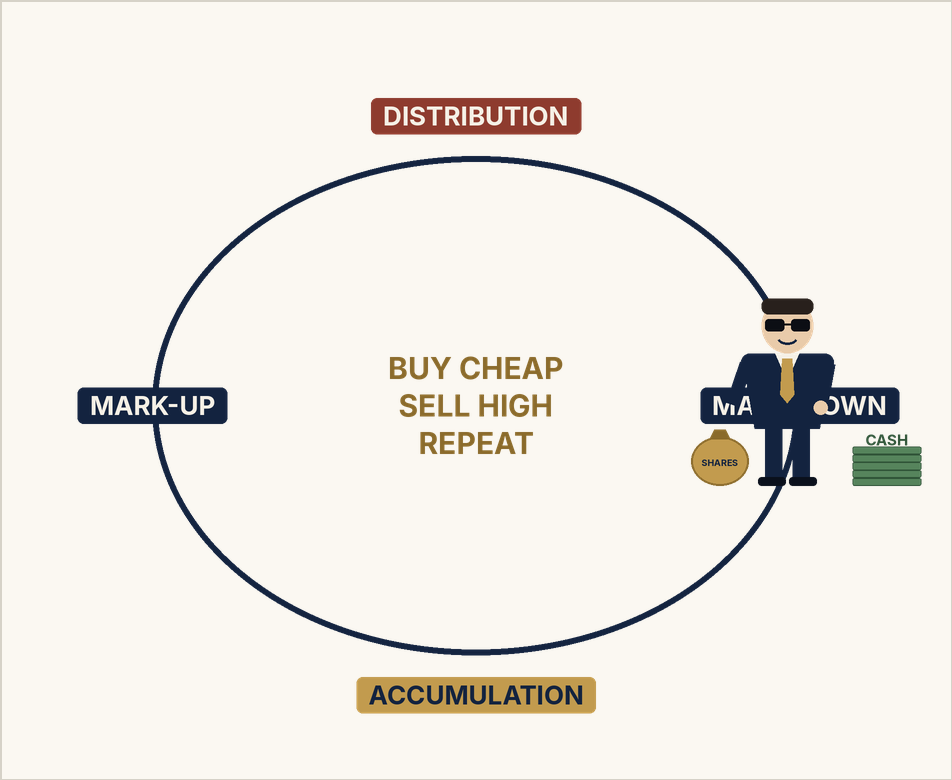 DISTRIBUTION
BUY CHEAP
SELL HIGH
REPEAT
MARK-UP
CASH
SHARES
ACCUMULATION